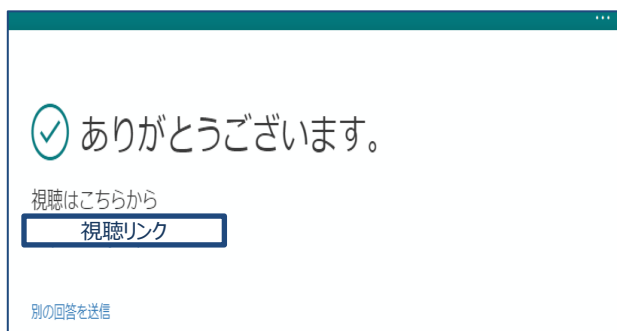 ありがとうございます。
視聴はこちらから
視聴リンク
別の回答を送信